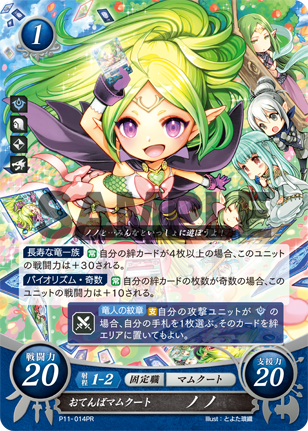 1
SAMPLE
ノノと…みんなといっしょに遊ぼうよ!
長寿な竜一族 常 自分の絆カードが4枚以上の場合、このユニットの戦闘力は+30される。
バイオリズム・奇数 常 自分の絆カードの枚数が奇数の場合、このユニットの戦闘力は+10される。
竜人の紋章 支 自分の攻撃ユニットが
の場合、自分の手札を1枚選ぶ。そのカードを絆エリアに置いてもよい。
戦闘力
20
射程 1-2 固定職 マムクート
支援力
20
おてんばマムクート ノノ
P11-014PR
Illust:とよた瑣織